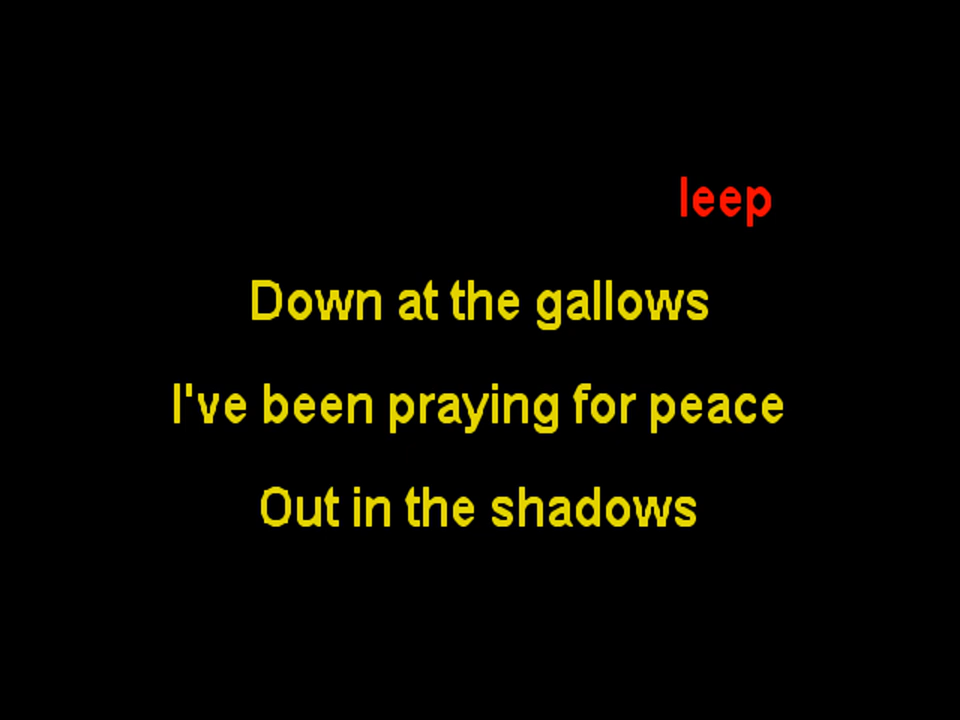 leep
Down at the gallows
I've been praying for peace
Out in the shadows